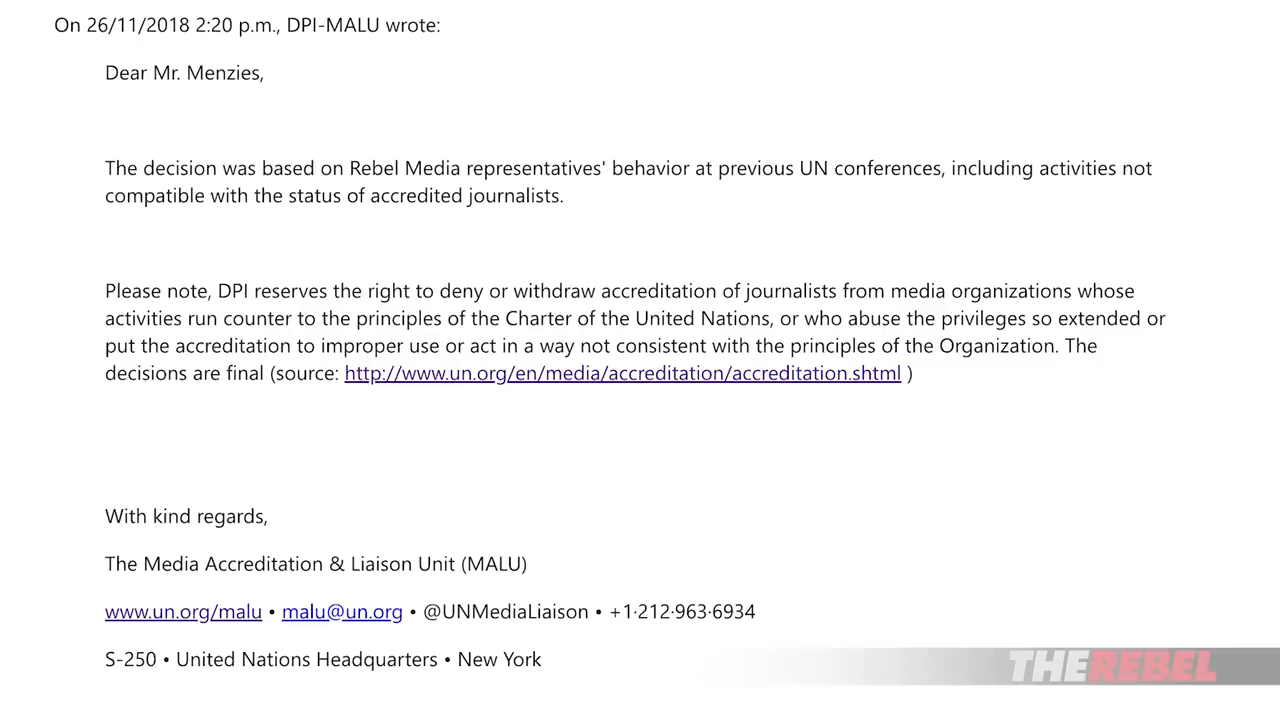 On 26/11/2018 2:20 p.m., DPI-MALU wrote:
Dear Mr. Menzies,
The decision was based on Rebel Media representatives' behavior at previous UN conferences, including activities not
compatible with the status of accredited journalists.
Please note, DPI reserves the right to deny or withdraw accreditation of journalists from media organizations whose
activities run counter to the principles of the Charter of the United Nations, or who abuse the privileges so extended or
put the accreditation to improper use or act in a way not consistent with the principles of the Organization. The
decisions are final (source: http://www.un.org/en/media/accreditation/accreditation.shtml )
With kind regards,
The Media Accreditation & Liaison Unit (MALU)
www.un.org/malu • malu@un.org • @UNMediaLiaison • +1·212·963·6934
S-250 • United Nations Headquarters • New York
THEREBEL